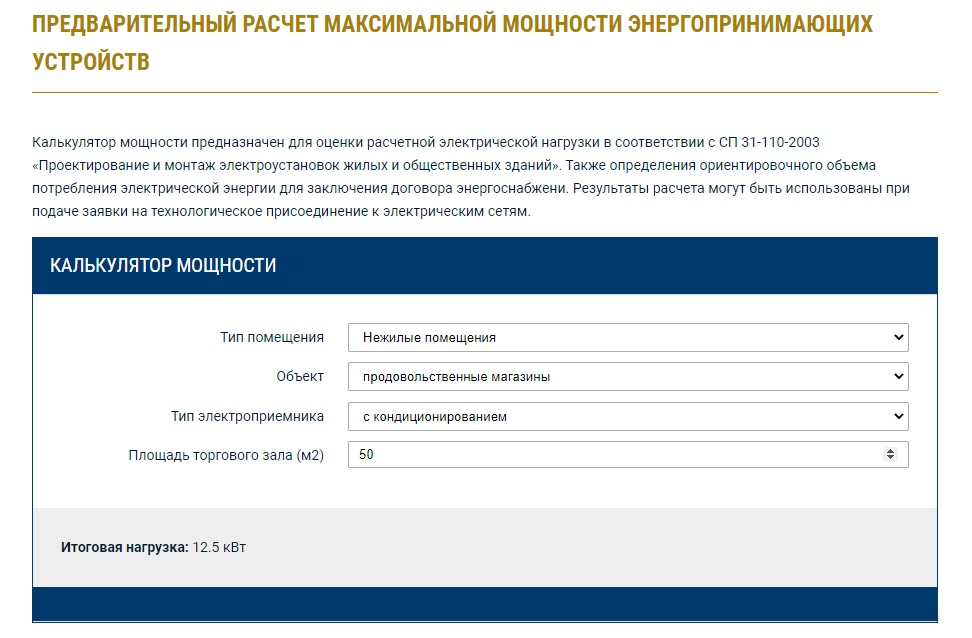 ПРЕДВАРИТЕЛЬНЫЙ РАСЧЕТ МАКСИМАЛЬНОЙ МОЩНОСТИ ЭНЕРГОПРИНИМАЮЩИХ
УСТРОЙСТВ
Калькулятор мощности предназначен для оценки расчетной электрической нагрузки в соответствии с СП 31-110-2003
«Проектирование и монтаж электроустановок жилых и общественных зданий». Также определения ориентировочного объема
потребления электрической энергии для заключения договора энергоснабжени. Результаты расчета могут быть использованы при
подаче заявки на технологическое присоединение к электрическим сетям.
КАЛЬКУЛЯТОР МОЩНОСТИ
Тип помещения Нежилые помещения
Объект продовольственные магазины
Тип электроприемника с кондиционированием
Площадь торгового зала (м2) 50
Итоговая нагрузка: 12.5 кВт